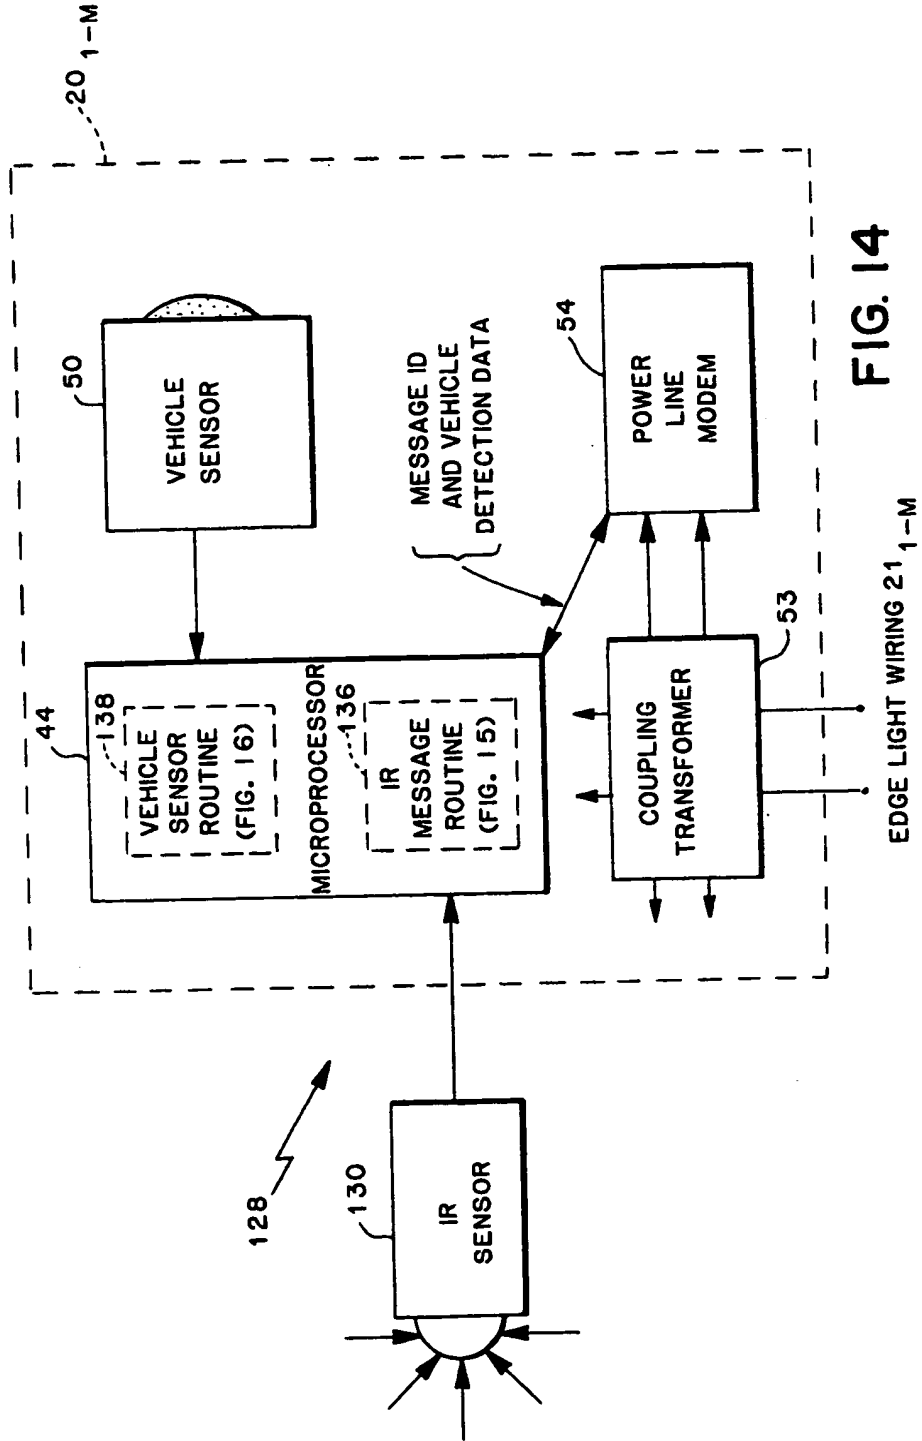 20 1-M
50
VEHICLE
SENSOR
44
138
VEHICLE
SENSOR
ROUTINE
(FIG. 16)
MICROPROCESSOR
136
IR
MESSAGE
ROUTINE
(FIG. 15)
MESSAGE ID
AND VEHICLE
DETECTION DATA
54
POWER
LINE
MODEM
128
130
IR
SENSOR
COUPLING
TRANSFORMER
53
EDGE LIGHT WIRING 21 1-M
FIG. 14